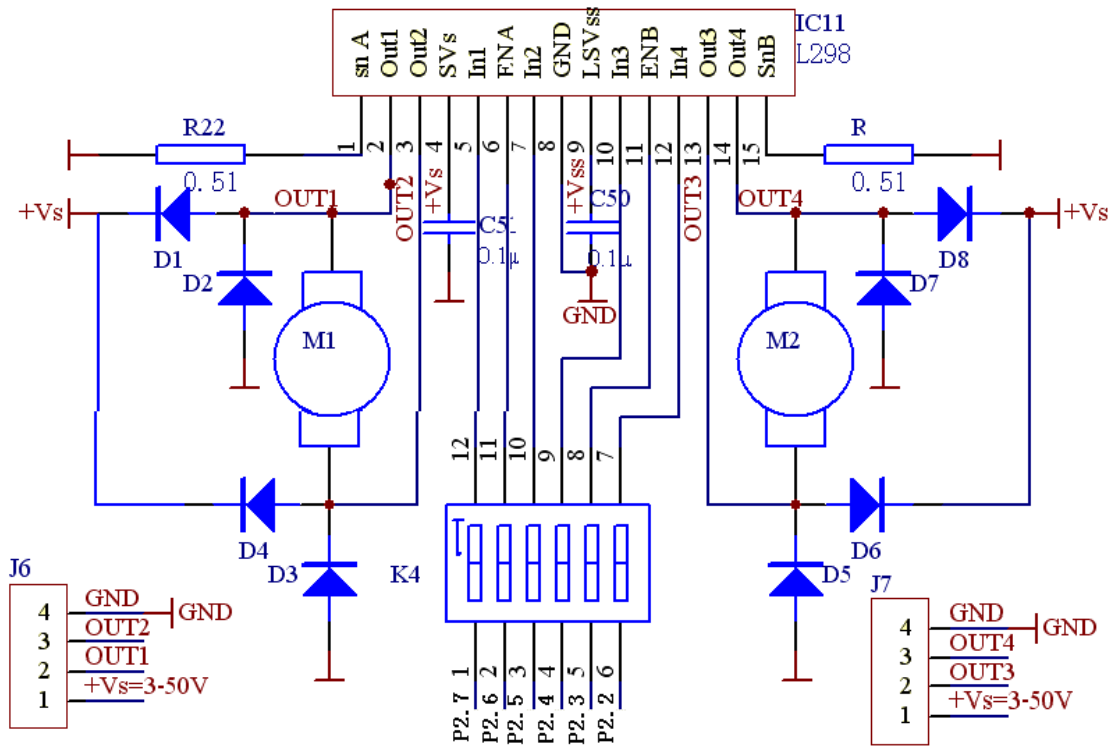 IC11
L298
snA
Out1
Out2
SVs
In1
ENA
In2
GND
LSVss
In3
ENB
In4
Out3
Out4
SnB
1
2
3
4
5
6
7
8
9
10
11
12
13
14
15
R22
0.51
R
0.51
+Vs
OUT1
OUT2
+Vs
+Vss
C50
0.1μ
C51
0.1μ
GND
OUT3
OUT4
+Vs
D1
D2
M1
D8
D7
M2
D4
D3
D6
D5
12
11
10
9
8
7
K4
1
2
3
4
5
6
P2.7
P2.6
P2.5
P2.4
P2.3
P2.2
J6
4
GND
GND
3
OUT2
2
OUT1
1
+Vs=3-50V
J7
4
GND
GND
3
OUT4
2
OUT3
1
+Vs=3-50V